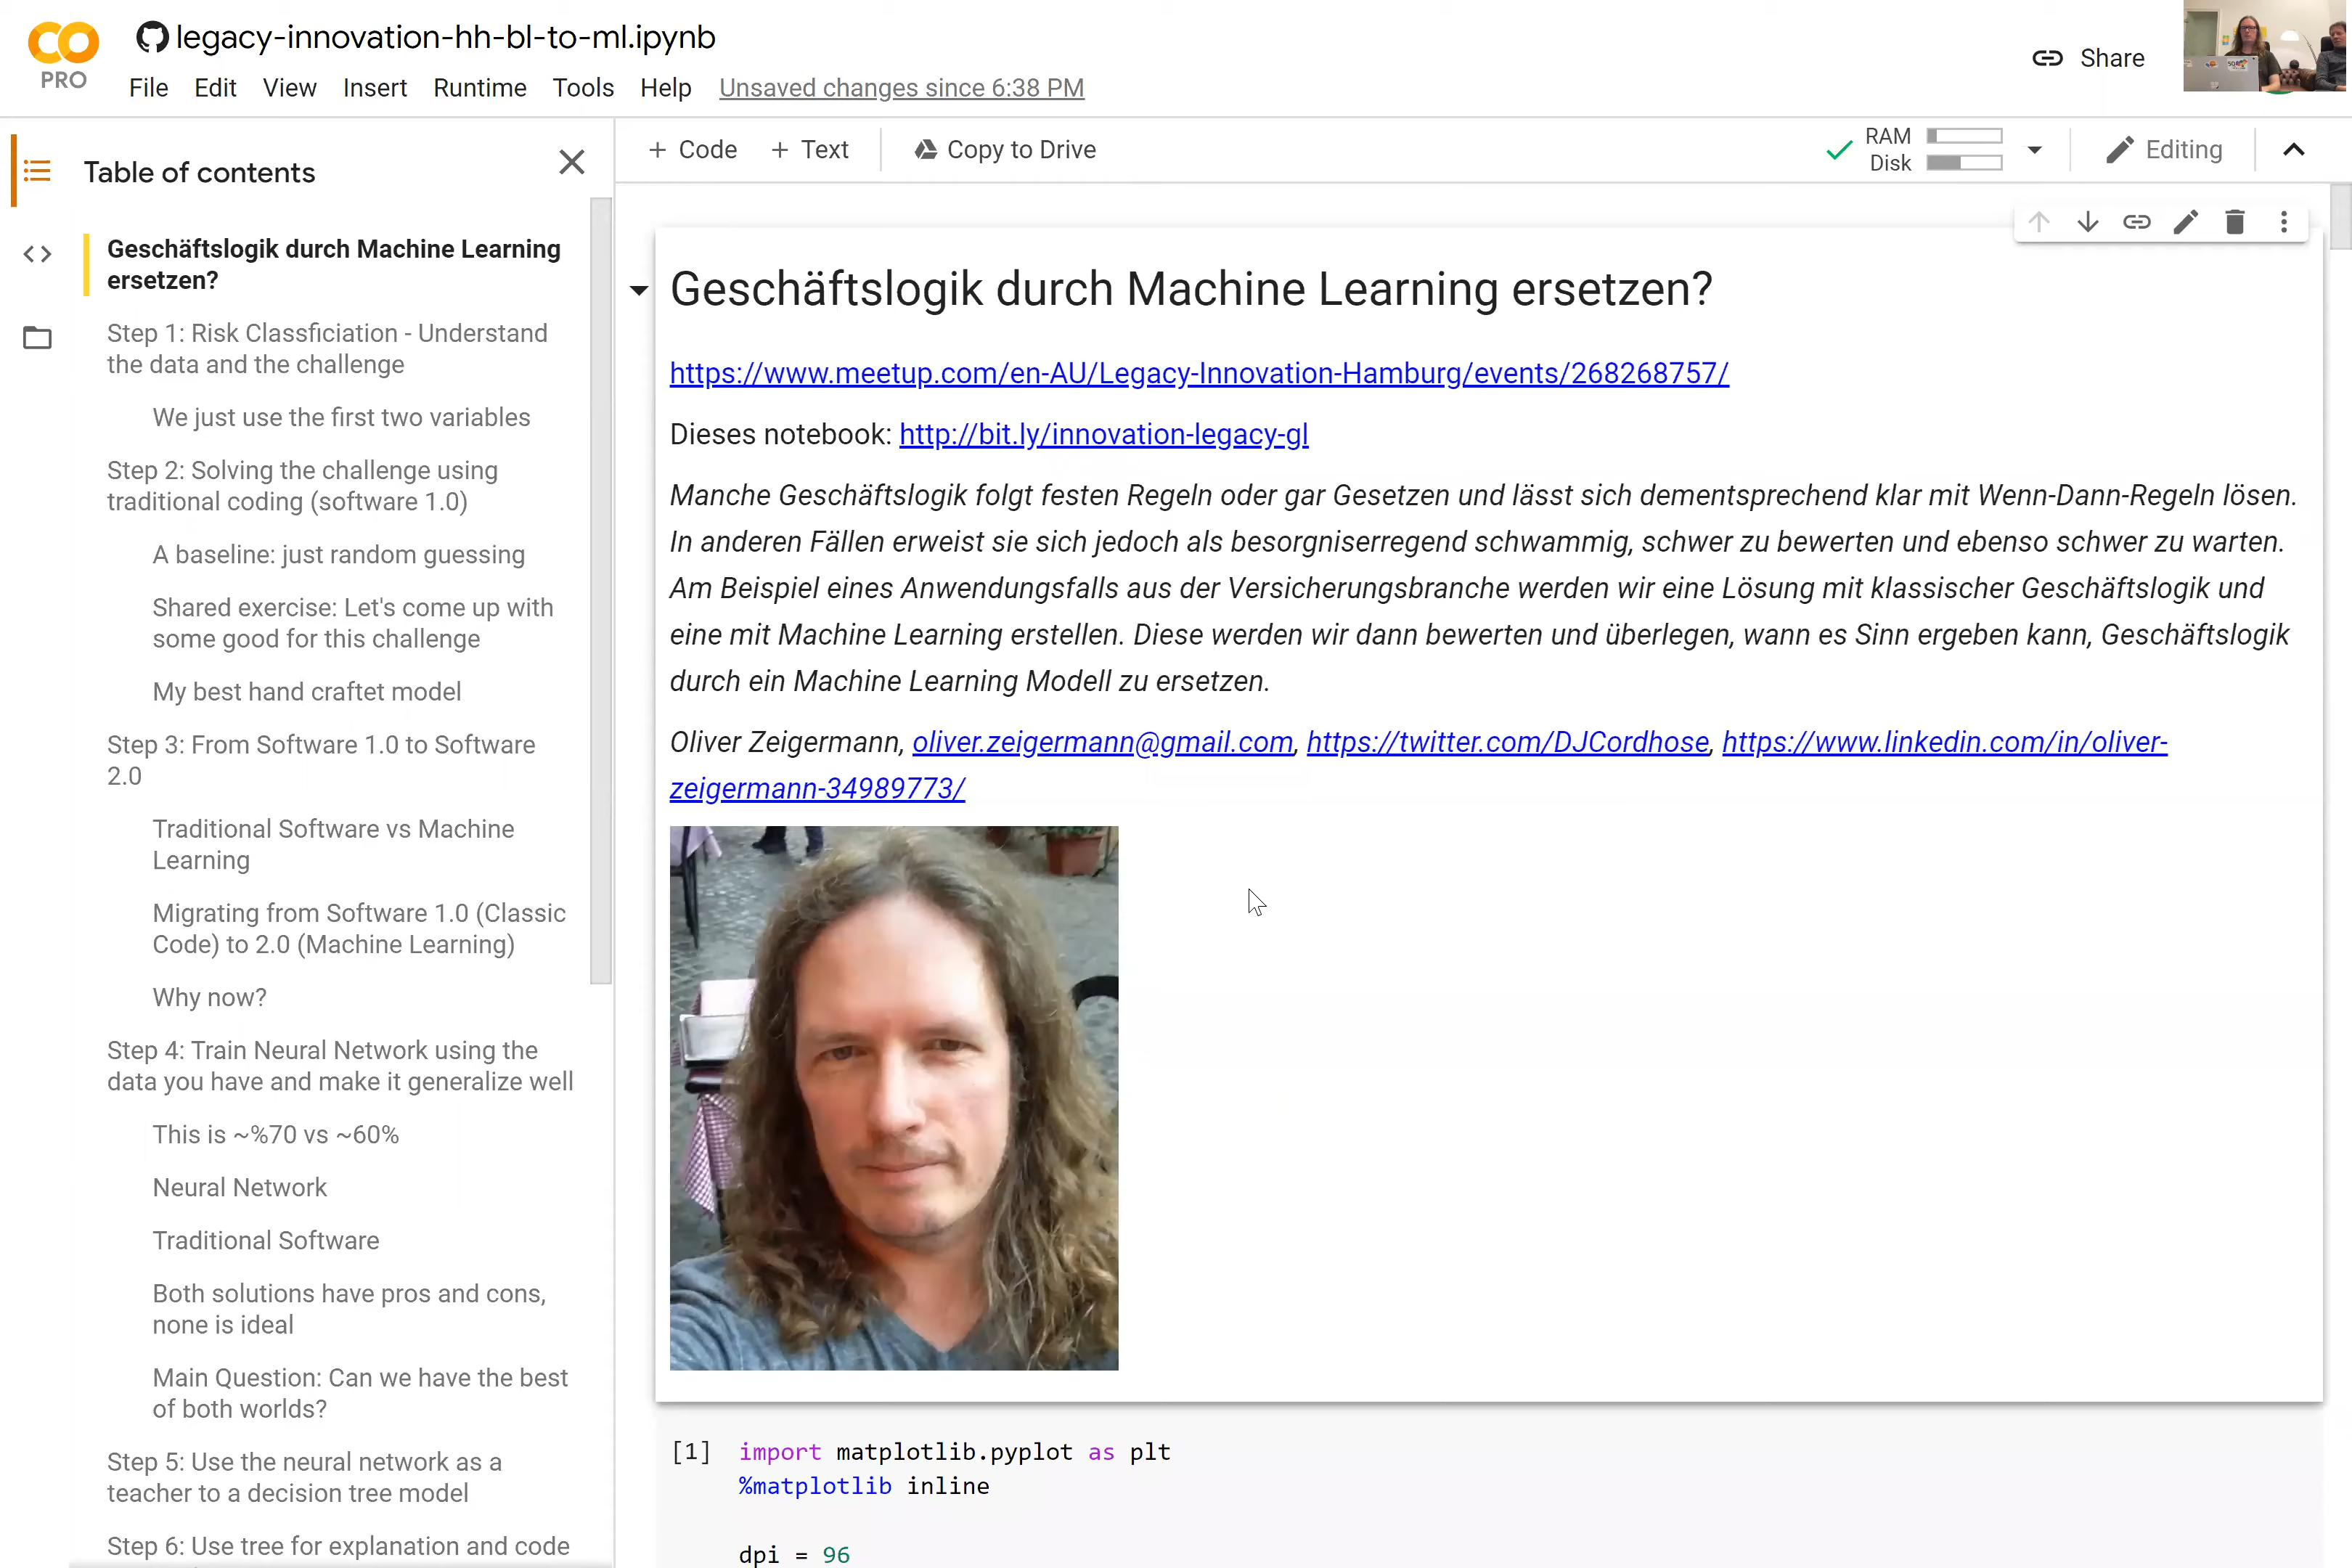 PRO
legacy-innovation-hh-bl-to-ml.ipynb
File Edit View Insert Runtime Tools Help Unsaved changes since 6:38 PM
Share
Table of contents
Geschäftslogik durch Machine Learning
ersetzen?
Step 1: Risk Classficiation - Understand
the data and the challenge
We just use the first two variables
Step 2: Solving the challenge using
traditional coding (software 1.0)
A baseline: just random guessing
Shared exercise: Let's come up with
some good for this challenge
My best hand craftet model
Step 3: From Software 1.0 to Software
2.0
Traditional Software vs Machine
Learning
Migrating from Software 1.0 (Classic
Code) to 2.0 (Machine Learning)
Why now?
Step 4: Train Neural Network using the
data you have and make it generalize well
This is ~%70 vs ~60%
Neural Network
Traditional Software
Both solutions have pros and cons,
none is ideal
Main Question: Can we have the best
of both worlds?
Step 5: Use the neural network as a
teacher to a decision tree model
Step 6: Use tree for explanation and code
+ Code + Text Copy to Drive
RAM
Disk
Editing
Geschäftslogik durch Machine Learning ersetzen?
https://www.meetup.com/en-AU/Legacy-Innovation-Hamburg/events/268268757/
Dieses notebook: http://bit.ly/innovation-legacy-gl
Manche Geschäftslogik folgt festen Regeln oder gar Gesetzen und lässt sich dementsprechend klar mit Wenn-Dann-Regeln lösen.
In anderen Fällen erweist sie sich jedoch als besorgniserregend schwammig, schwer zu bewerten und ebenso schwer zu warten.
Am Beispiel eines Anwendungsfalls aus der Versicherungsbranche werden wir eine Lösung mit klassischer Geschäftslogik und
eine mit Machine Learning erstellen. Diese werden wir dann bewerten und überlegen, wann es Sinn ergeben kann, Geschäftslogik
durch ein Machine Learning Modell zu ersetzen.
Oliver Zeigermann, oliver.zeigermann@gmail.com, https://twitter.com/DJCordhose, https://www.linkedin.com/in/oliver-
zeigermann-34989773/
[1] import matplotlib.pyplot as plt
%matplotlib inline
dpi = 96